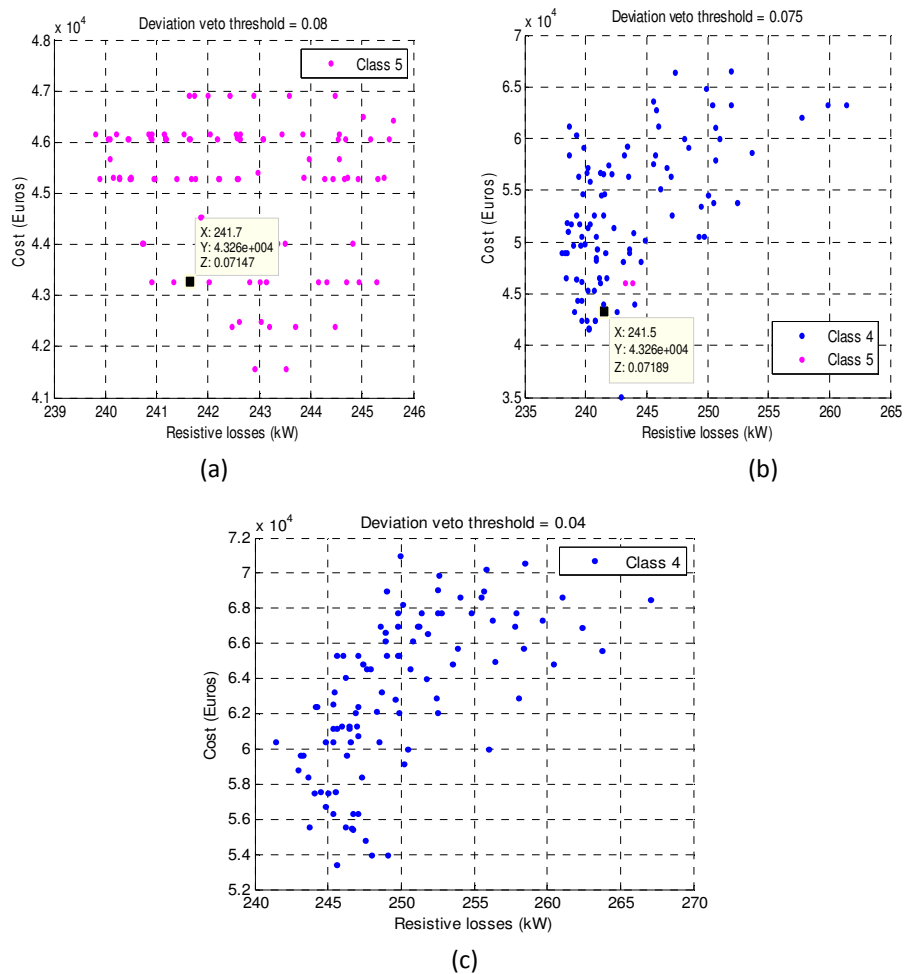 Deviation veto threshold = 0.08
x 10^4
4.8
4.7
4.6
4.5
4.4
4.3
4.2
4.1
Cost (Euros)
Class 5
X: 241.7
Y: 4.326e+004
Z: 0.07147
239 240 241 242 243 244 245 246
Resistive losses (kW)
(a)
Deviation veto threshold = 0.075
x 10^4
7
6.5
6
5.5
5
4.5
4
3.5
Cost (Euros)
X: 241.5
Y: 4.326e+004
Z: 0.07189
Class 4
Class 5
235 240 245 250 255 260 265
Resistive losses (kW)
(b)
Deviation veto threshold = 0.04
x 10^4
7.2
7
6.8
6.6
6.4
6.2
6
5.8
5.6
5.4
5.2
Cost (Euros)
Class 4
240 245 250 255 260 265 270
Resistive losses (kW)
(c)